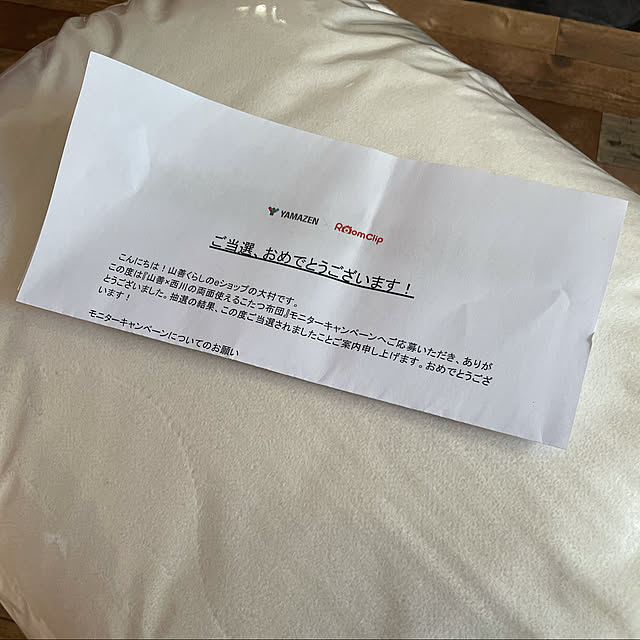 YAMAZEN × RoomClip
ご当選、おめでとうございます！
こんにちは！山善くらしのeショップの大村です。
この度は『山善×西川の両面使えるこたつ布団』モニターキャンペーンへご応募いただき、ありが
とうございました。抽選の結果、この度ご当選されましたことご案内申し上げます。おめでとうござ
います！
モニターキャンペーンについてのお願い